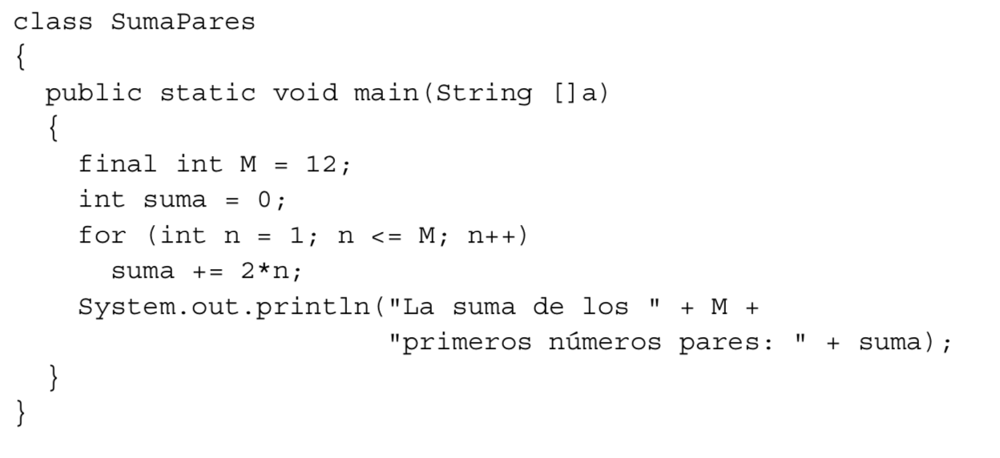 class SumaPares
{
  public static void main(String []a)
  {
    final int M = 12;
    int suma = 0;
    for (int n = 1; n <= M; n++)
      suma += 2*n;
    System.out.println("La suma de los " + M +
                       "primeros números pares: " + suma);
  }
}